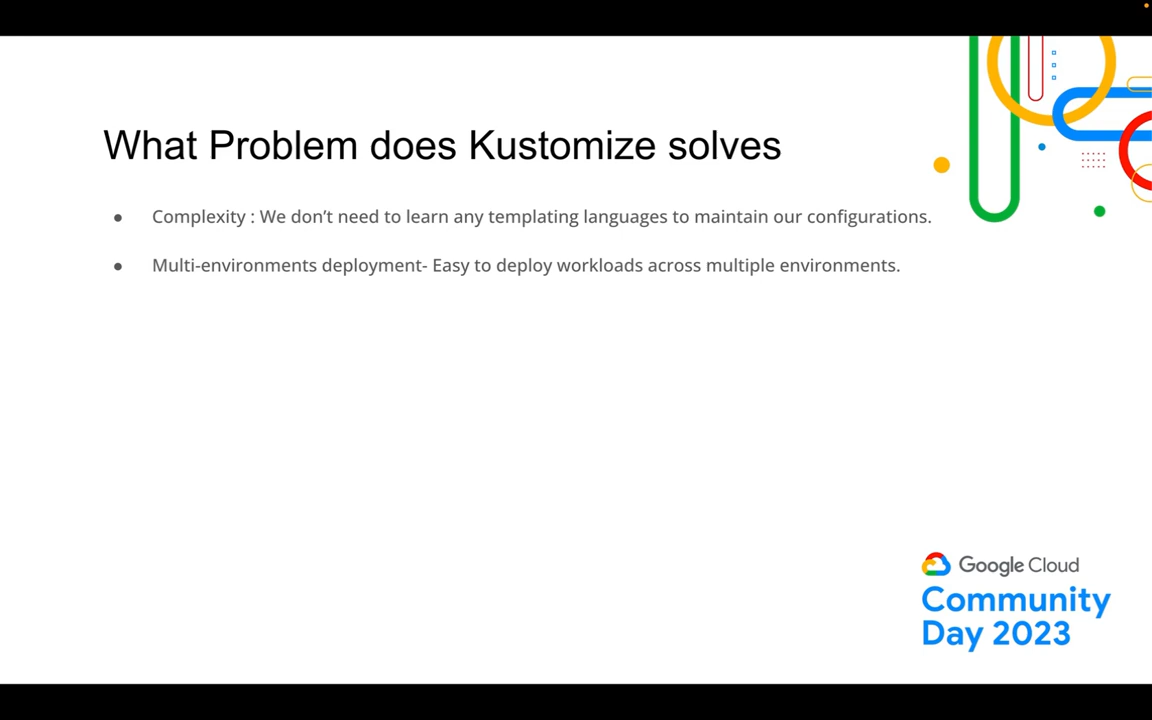 What Problem does Kustomize solves
● Complexity : We don’t need to learn any templating languages to maintain our configurations.
● Multi-environments deployment- Easy to deploy workloads across multiple environments.
Google Cloud
Community
Day 2023